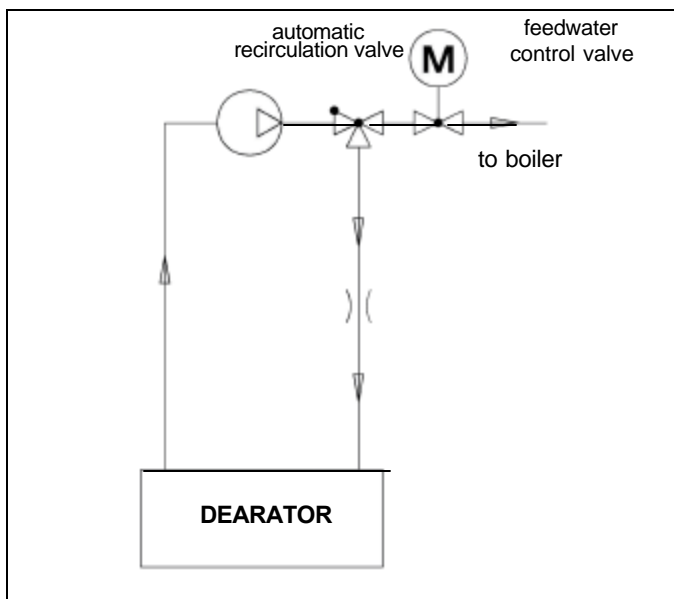 automatic
recirculation valve
feedwater
control valve
M
to boiler
DEARATOR